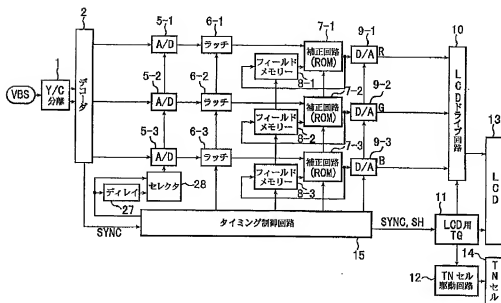 2
1
VBS
Y/C
分離
デコーダ
5-1
A/D
6-1
ラッチ
7-1
補正回路
(ROM)
フィールド
メモリー
8-1
9-1
D/A
R
5-2
A/D
6-2
ラッチ
7-2
補正回路
(ROM)
フィールド
メモリー
8-2
9-2
D/A
G
5-3
A/D
6-3
ラッチ
7-3
補正回路
(ROM)
フィールド
メモリー
8-3
9-3
D/A
B
10
LCDドライブ回路
13
LCD
セレクタ
28
ディレイ
27
SYNC
タイミング制御回路
15
SYNC, SH
11
LCD用
TG
12
TNセル
駆動回路
14
TNセル